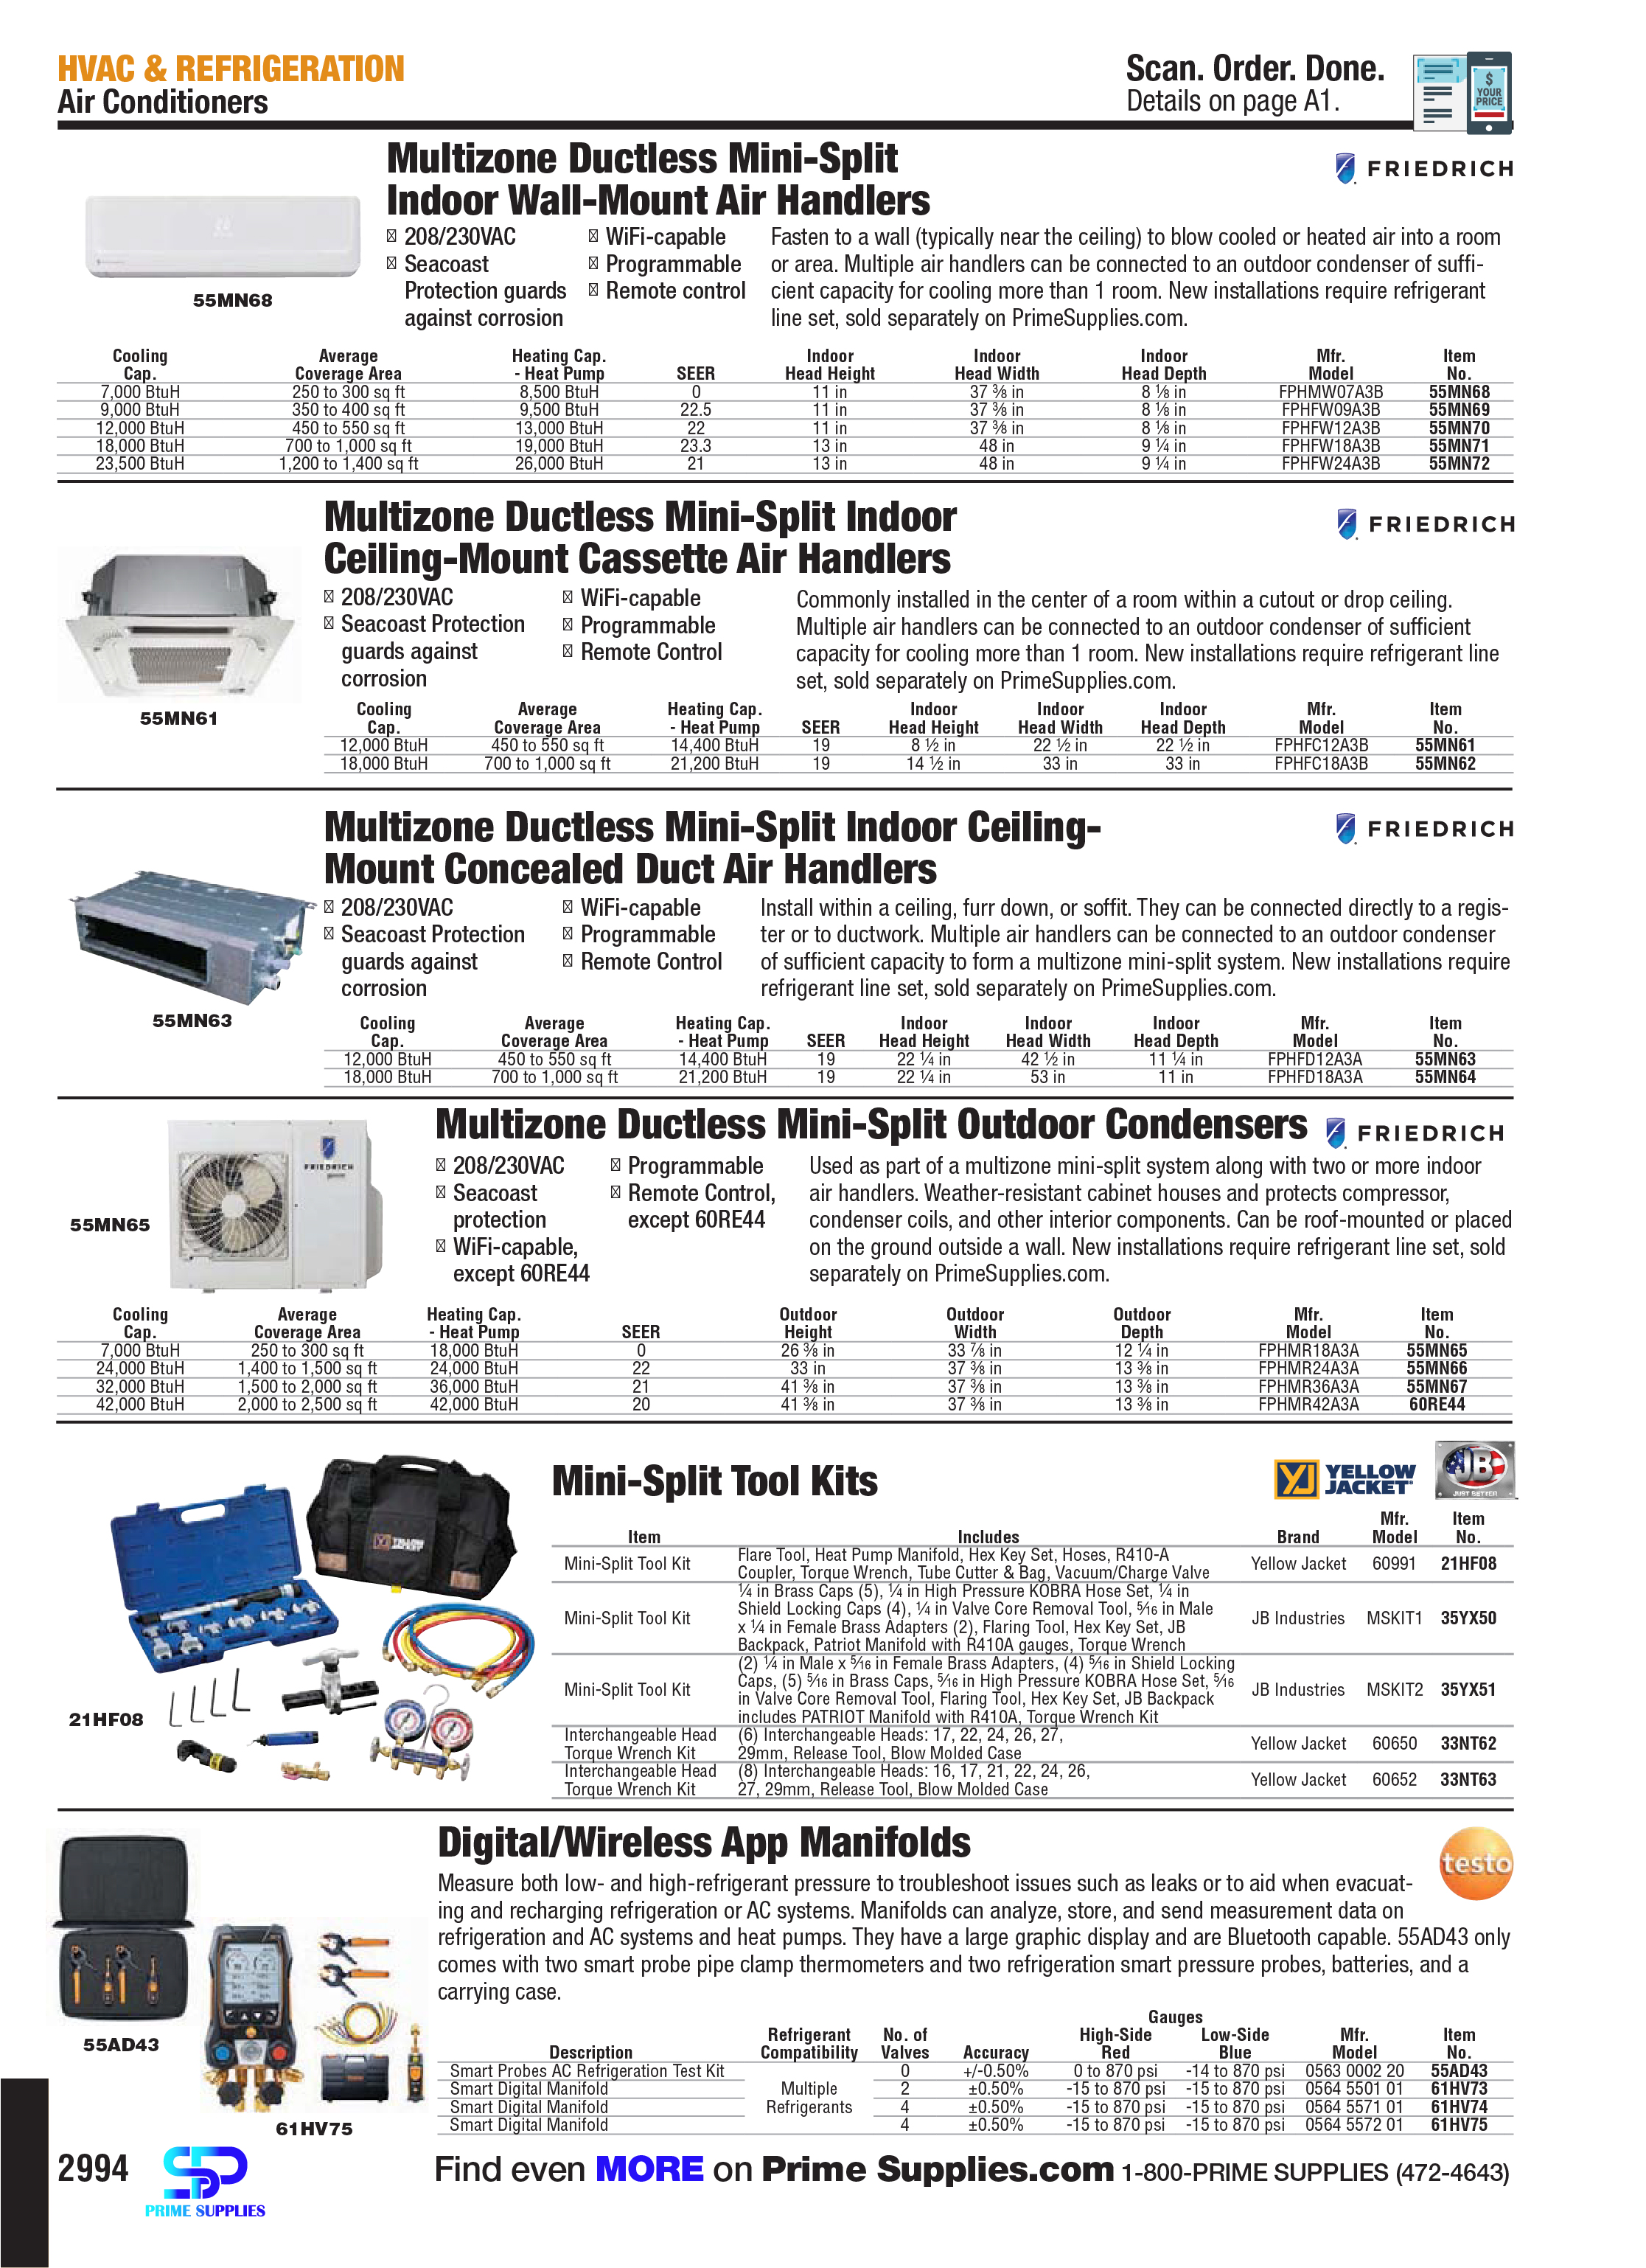 HVAC & REFRIGERATION
Air Conditioners
Scan. Order. Done.
Details on page A1.
$
YOUR
PRICE
Multizone Ductless Mini-Split
Indoor Wall-Mount Air Handlers
FRIEDRICH
208/230VAC
Seacoast
Protection guards
against corrosion
WiFi-capable
Programmable
Remote control
Fasten to a wall (typically near the ceiling) to blow cooled or heated air into a room
or area. Multiple air handlers can be connected to an outdoor condenser of suffi-
cient capacity for cooling more than 1 room. New installations require refrigerant
line set, sold separately on PrimeSupplies.com.
55MN68
Cooling Average Heating Cap. Indoor Indoor Indoor Mfr. Item
Cap. Coverage Area - Heat Pump SEER Head Height Head Width Head Depth Model No.
7,000 BtuH 250 to 300 sq ft 8,500 BtuH 0 11 in 37 ⅜ in 8 ⅛ in FPHMW07A3B 55MN68
9,000 BtuH 350 to 400 sq ft 9,500 BtuH 22.5 11 in 37 ⅜ in 8 ⅛ in FPHFW09A3B 55MN69
12,000 BtuH 450 to 550 sq ft 13,000 BtuH 22 11 in 37 ⅜ in 8 ⅛ in FPHFW12A3B 55MN70
18,000 BtuH 700 to 1,000 sq ft 19,000 BtuH 23.3 13 in 48 in 9 ¼ in FPHFW18A3B 55MN71
23,500 BtuH 1,200 to 1,400 sq ft 26,000 BtuH 21 13 in 48 in 9 ¼ in FPHFW24A3B 55MN72
Multizone Ductless Mini-Split Indoor
Ceiling-Mount Cassette Air Handlers
FRIEDRICH
208/230VAC
Seacoast Protection
guards against
corrosion
WiFi-capable
Programmable
Remote Control
Commonly installed in the center of a room within a cutout or drop ceiling.
Multiple air handlers can be connected to an outdoor condenser of sufficient
capacity for cooling more than 1 room. New installations require refrigerant line
set, sold separately on PrimeSupplies.com.
55MN61
Cooling Average Heating Cap. Indoor Indoor Indoor Mfr. Item
Cap. Coverage Area - Heat Pump SEER Head Height Head Width Head Depth Model No.
12,000 BtuH 450 to 550 sq ft 14,400 BtuH 19 8 ½ in 22 ½ in 22 ½ in FPHFC12A3B 55MN61
18,000 BtuH 700 to 1,000 sq ft 21,200 BtuH 19 14 ½ in 33 in 33 in FPHFC18A3B 55MN62
Multizone Ductless Mini-Split Indoor Ceiling-
Mount Concealed Duct Air Handlers
FRIEDRICH
208/230VAC
Seacoast Protection
guards against
corrosion
WiFi-capable
Programmable
Remote Control
Install within a ceiling, furr down, or soffit. They can be connected directly to a regis-
ter or to ductwork. Multiple air handlers can be connected to an outdoor condenser
of sufficient capacity to form a multizone mini-split system. New installations require
refrigerant line set, sold separately on PrimeSupplies.com.
55MN63
Cooling Average Heating Cap. Indoor Indoor Indoor Mfr. Item
Cap. Coverage Area - Heat Pump SEER Head Height Head Width Head Depth Model No.
12,000 BtuH 450 to 550 sq ft 14,400 BtuH 19 22 ¼ in 42 ½ in 11 ¼ in FPHFD12A3A 55MN63
18,000 BtuH 700 to 1,000 sq ft 21,200 BtuH 19 22 ¼ in 53 in 11 in FPHFD18A3A 55MN64
Multizone Ductless Mini-Split Outdoor Condensers
FRIEDRICH
FRIEDRICH
208/230VAC
Seacoast
protection
WiFi-capable,
except 60RE44
Programmable
Remote Control,
except 60RE44
Used as part of a multizone mini-split system along with two or more indoor
air handlers. Weather-resistant cabinet houses and protects compressor,
condenser coils, and other interior components. Can be roof-mounted or placed
on the ground outside a wall. New installations require refrigerant line set, sold
separately on PrimeSupplies.com.
55MN65
Cooling Average Heating Cap. Outdoor Outdoor Outdoor Mfr. Item
Cap. Coverage Area - Heat Pump SEER Height Width Depth Model No.
7,000 BtuH 250 to 300 sq ft 18,000 BtuH 0 26 ⅜ in 33 ⅞ in 12 ¼ in FPHMR18A3A 55MN65
24,000 BtuH 1,400 to 1,500 sq ft 24,000 BtuH 22 33 in 37 ⅜ in 13 ⅜ in FPHMR24A3A 55MN66
32,000 BtuH 1,500 to 2,000 sq ft 36,000 BtuH 21 41 ⅜ in 37 ⅜ in 13 ⅜ in FPHMR36A3A 55MN67
42,000 BtuH 2,000 to 2,500 sq ft 42,000 BtuH 20 41 ⅜ in 37 ⅜ in 13 ⅜ in FPHMR42A3A 60RE44
Mini-Split Tool Kits
YJ YELLOW
JACKET
JB
JUST BETTER
YELLOW
JACKET
21HF08
Mfr. Item
Item Includes Brand Model No.
Mini-Split Tool Kit Flare Tool, Heat Pump Manifold, Hex Key Set, Hoses, R410-A
Coupler, Torque Wrench, Tube Cutter & Bag, Vacuum/Charge Valve Yellow Jacket 60991 21HF08
Mini-Split Tool Kit ¼ in Brass Caps (5), ¼ in High Pressure KOBRA Hose Set, ¼ in
Shield Locking Caps (4), ¼ in Valve Core Removal Tool, 5⁄16 in Male
x ¼ in Female Brass Adapters (2), Flaring Tool, Hex Key Set, JB
Backpack, Patriot Manifold with R410A gauges, Torque Wrench JB Industries MSKIT1 35YX50
Mini-Split Tool Kit (2) ¼ in Male x 5⁄16 in Female Brass Adapters, (4) 5⁄16 in Shield Locking
Caps, (5) 5⁄16 in Brass Caps, 5⁄16 in High Pressure KOBRA Hose Set, 5⁄16
in Valve Core Removal Tool, Flaring Tool, Hex Key Set, JB Backpack
includes PATRIOT Manifold with R410A, Torque Wrench Kit JB Industries MSKIT2 35YX51
Interchangeable Head (6) Interchangeable Heads: 17, 22, 24, 26, 27,
Torque Wrench Kit 29mm, Release Tool, Blow Molded Case Yellow Jacket 60650 33NT62
Interchangeable Head (8) Interchangeable Heads: 16, 17, 21, 22, 24, 26,
Torque Wrench Kit 27, 29mm, Release Tool, Blow Molded Case Yellow Jacket 60652 33NT63
Digital/Wireless App Manifolds
testo
Measure both low- and high-refrigerant pressure to troubleshoot issues such as leaks or to aid when evacuat-
ing and recharging refrigeration or AC systems. Manifolds can analyze, store, and send measurement data on
refrigeration and AC systems and heat pumps. They have a large graphic display and are Bluetooth capable. 55AD43 only
comes with two smart probe pipe clamp thermometers and two refrigeration smart pressure probes, batteries, and a
carrying case.
55AD43
61HV75
Gauges
Refrigerant No. of High-Side Low-Side Mfr. Item
Description Compatibility Valves Accuracy Red Blue Model No.
Smart Probes AC Refrigeration Test Kit 0 +/-0.50% 0 to 870 psi -14 to 870 psi 0563 0002 20 55AD43
Smart Digital Manifold Multiple 2 ±0.50% -15 to 870 psi -15 to 870 psi 0564 5501 01 61HV73
Smart Digital Manifold Refrigerants 4 ±0.50% -15 to 870 psi -15 to 870 psi 0564 5571 01 61HV74
Smart Digital Manifold 4 ±0.50% -15 to 870 psi -15 to 870 psi 0564 5572 01 61HV75
2994
PRIME SUPPLIES
Find even MORE on Prime Supplies.com 1-800-PRIME SUPPLIES (472-4643)